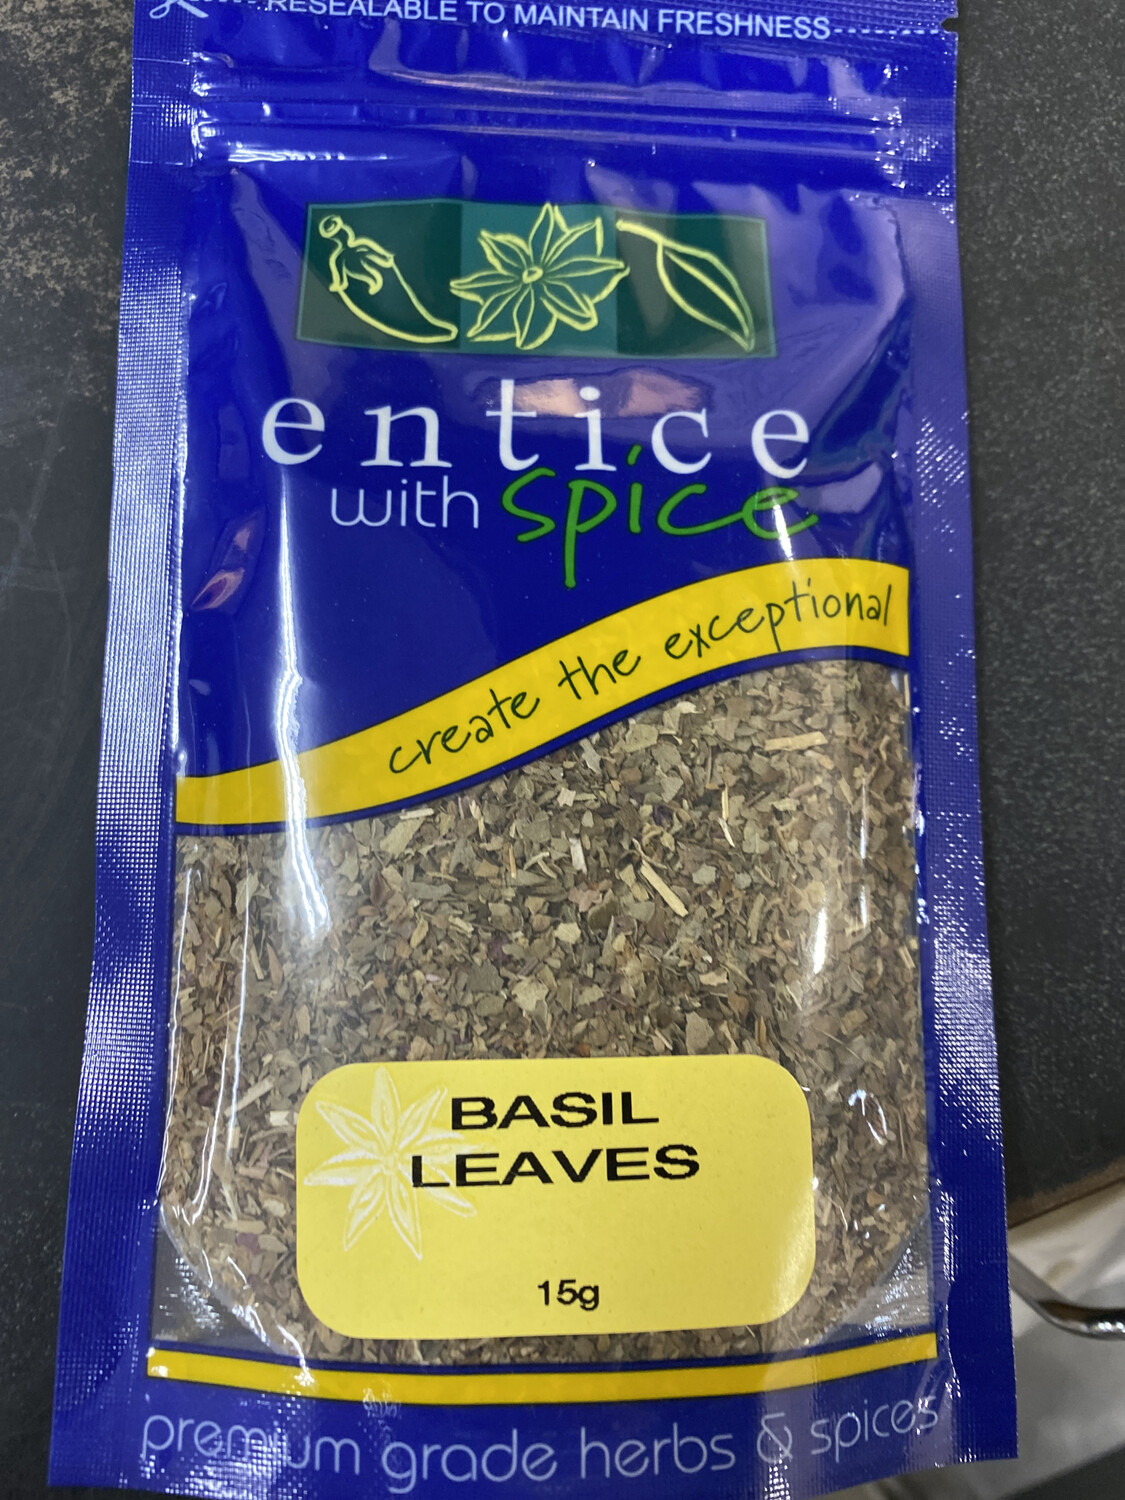 RESEALABLE TO MAINTAIN FRESHNESS
entice
with spice
create the exceptional
BASIL
LEAVES
15g
premium grade herbs & spices